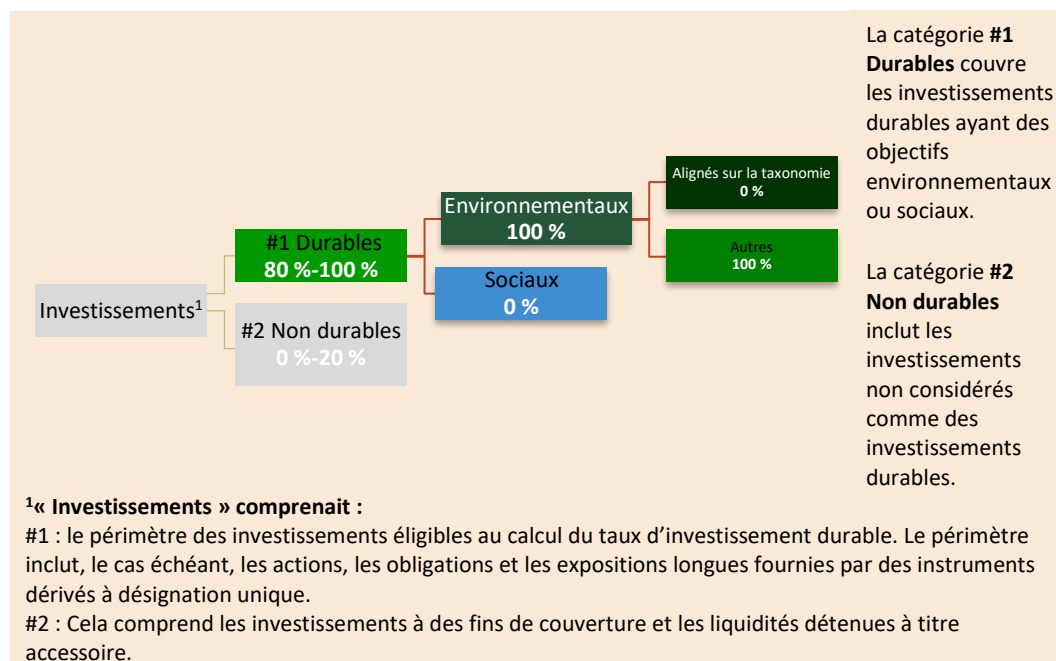 Investissements¹
#1 Durables
80 %-100 %
#2 Non durables
0 %-20 %
Environnementaux
100 %
Sociaux
0 %
Alignés sur la taxonomie
0 %
Autres
100 %
La catégorie #1
Durables couvre
les investissements
durables ayant des
objectifs
environnementaux
ou sociaux.
La catégorie #2
Non durables
inclut les
investissements
non considérés
comme des
investissements
durables.
¹« Investissements » comprenait :
#1 : le périmètre des investissements éligibles au calcul du taux d’investissement durable. Le périmètre
inclut, le cas échéant, les actions, les obligations et les expositions longues fournies par des instruments
dérivés à désignation unique.
#2 : Cela comprend les investissements à des fins de couverture et les liquidités détenues à titre
accessoire.